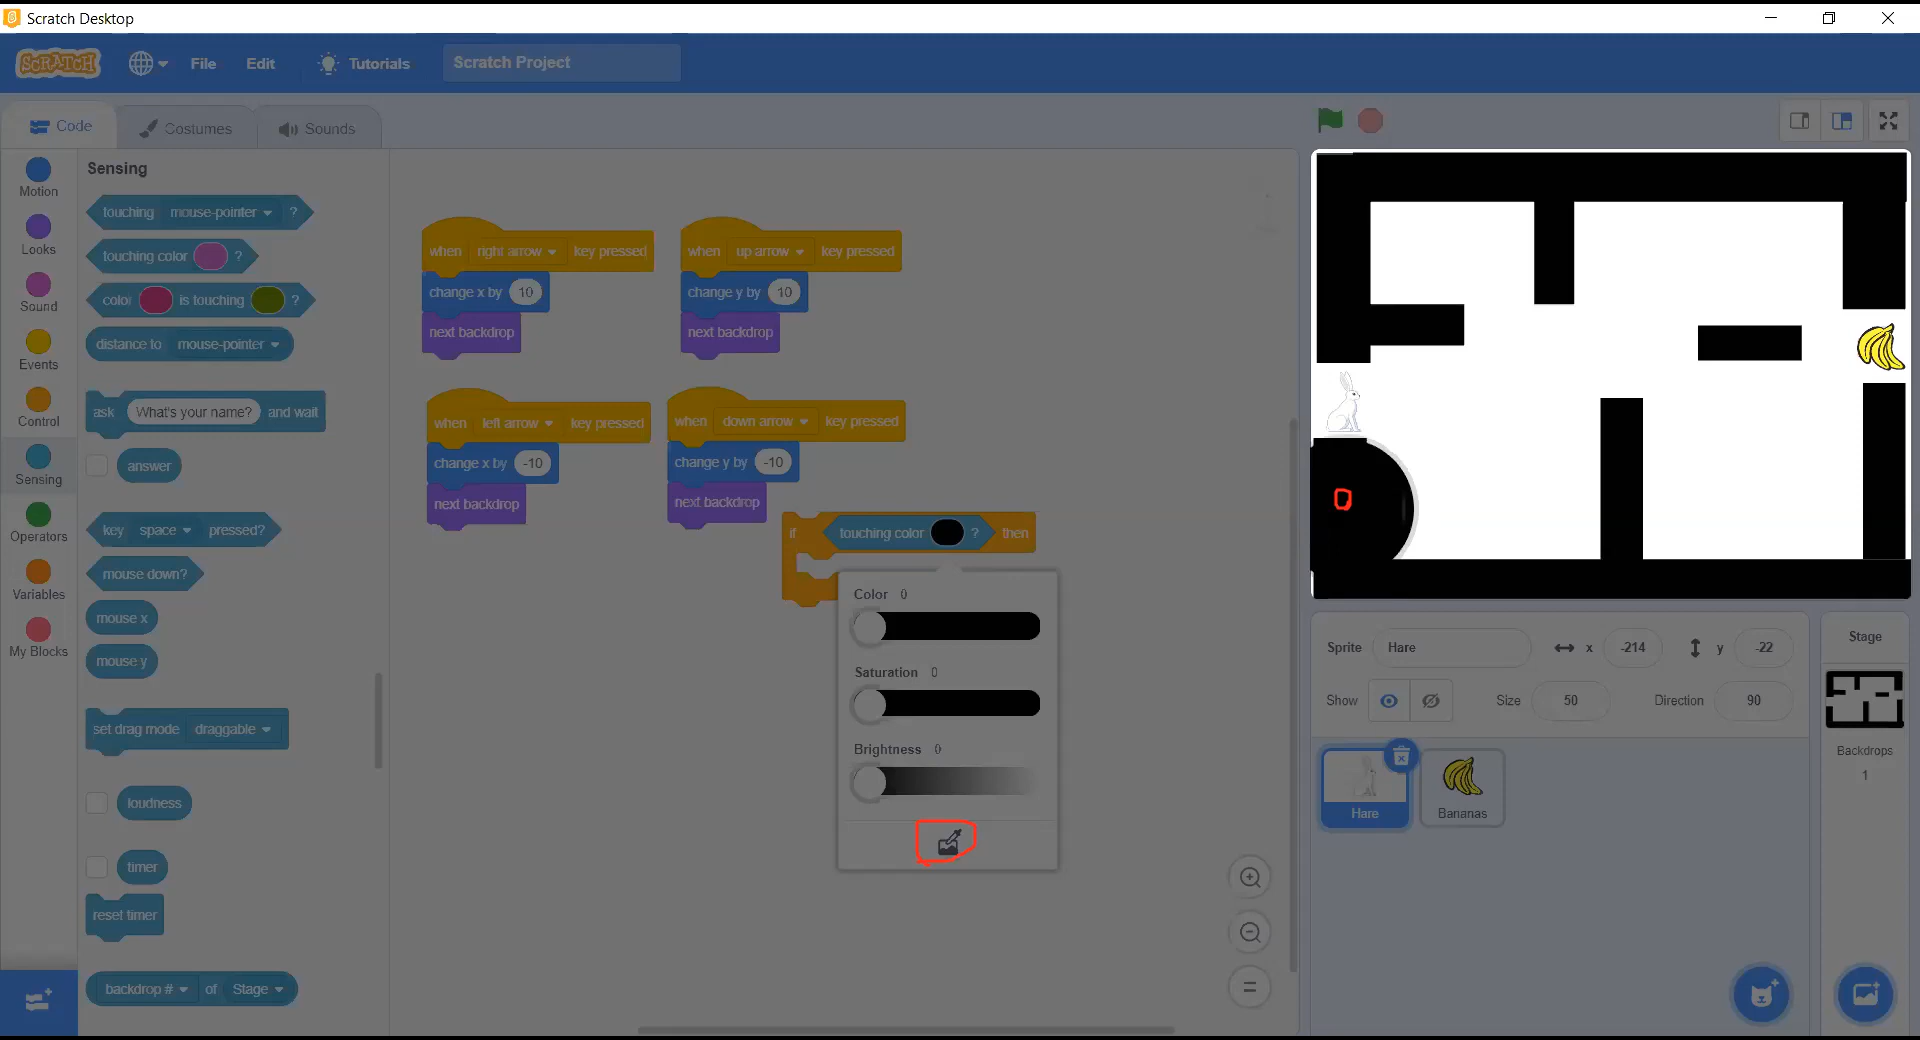 Scratch Desktop
SCRATCH File Edit Tutorials Scratch Project
Code Costumes Sounds
Motion
Looks
Sound
Events
Control
Sensing
Operators
Variables
My Blocks
Sensing
touching mouse-pointer ?
touching color ?
color is touching ?
distance to mouse-pointer
ask What's your name? and wait
answer
key space pressed?
mouse down?
mouse x
mouse y
set drag mode draggable
loudness
timer
reset timer
backdrop # of Stage
when right arrow key pressed
change x by 10
next backdrop
when up arrow key pressed
change y by 10
next backdrop
when left arrow key pressed
change x by -10
next backdrop
when down arrow key pressed
change y by -10
next backdrop
if touching color ? then
Color 0
Saturation 0
Brightness 0
Sprite Hare x -214 y -22
Show Size 50 Direction 90
Hare
Bananas
Stage
Backdrops
1